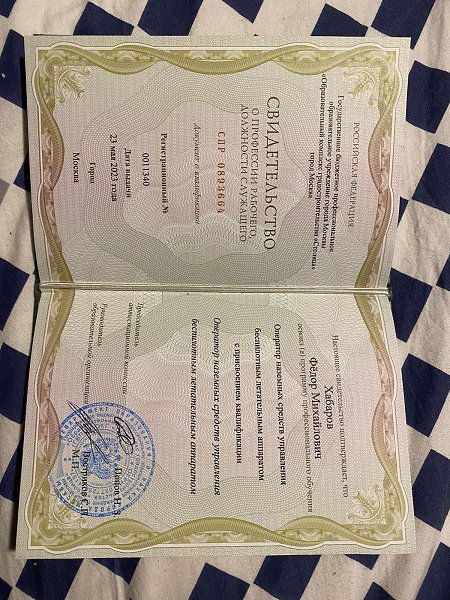 РОССИЙСКАЯ ФЕДЕРАЦИЯ
Государственное бюджетное профессиональное
образовательное учреждение города Москвы
«Образовательный комплекс градостроительства «Столица»
город Москва
СВИДЕТЕЛЬСТВО
О ПРОФЕССИИ РАБОЧЕГО,
ДОЛЖНОСТИ СЛУЖАЩЕГО
СПР 0893664
Документ о квалификации
Регистрационный №
0011340
Дата выдачи
23 мая 2023 года
Город
Москва
Настоящее свидетельство подтверждает, что
Хабаров
Фёдор Михайлович
освоил (а) программу профессионального обучения
Оператор наземных средств управления
беспилотным летательным аппаратом
с присвоением квалификации
Оператор наземных средств управления
беспилотным летательным аппаратом
Председатель
аттестационной комиссии
Руководитель
образовательной организации
М.П.